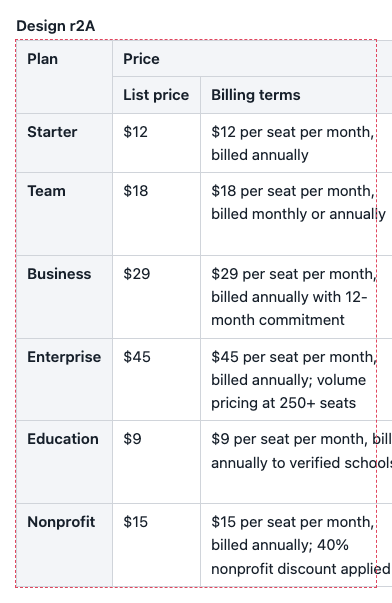 Design r2A
Plan
Price
List price
Billing terms
Starter
$12
$12 per seat per month,
billed annually
Team
$18
$18 per seat per month,
billed monthly or annually
Business
$29
$29 per seat per month,
billed annually with 12-
month commitment
Enterprise
$45
$45 per seat per month,
billed annually; volume
pricing at 250+ seats
Education
$9
$9 per seat per month, bill
annually to verified schools
Nonprofit
$15
$15 per seat per month,
billed annually; 40%
nonprofit discount applied